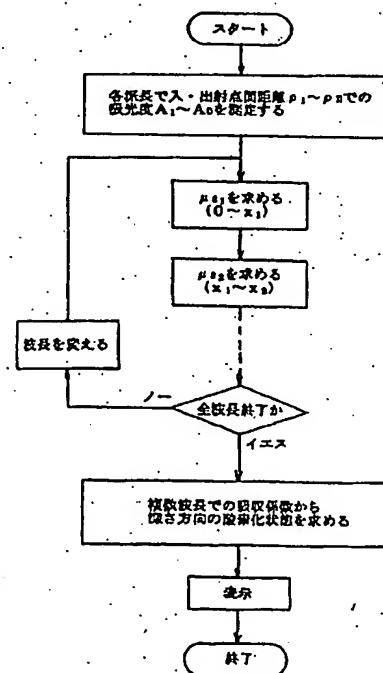 スタート
各波長で入・出射点間距離ρ₁～ρnでの
吸光度A₁～Anを測定する
μa₁を求める
(0～x₁)
μa₂を求める
(x₁～x₂)
波長を変える
ノー
全波長終了か
イエス
複数波長での吸収係数から
深さ方向の酸素化状態を求める
表示
終了